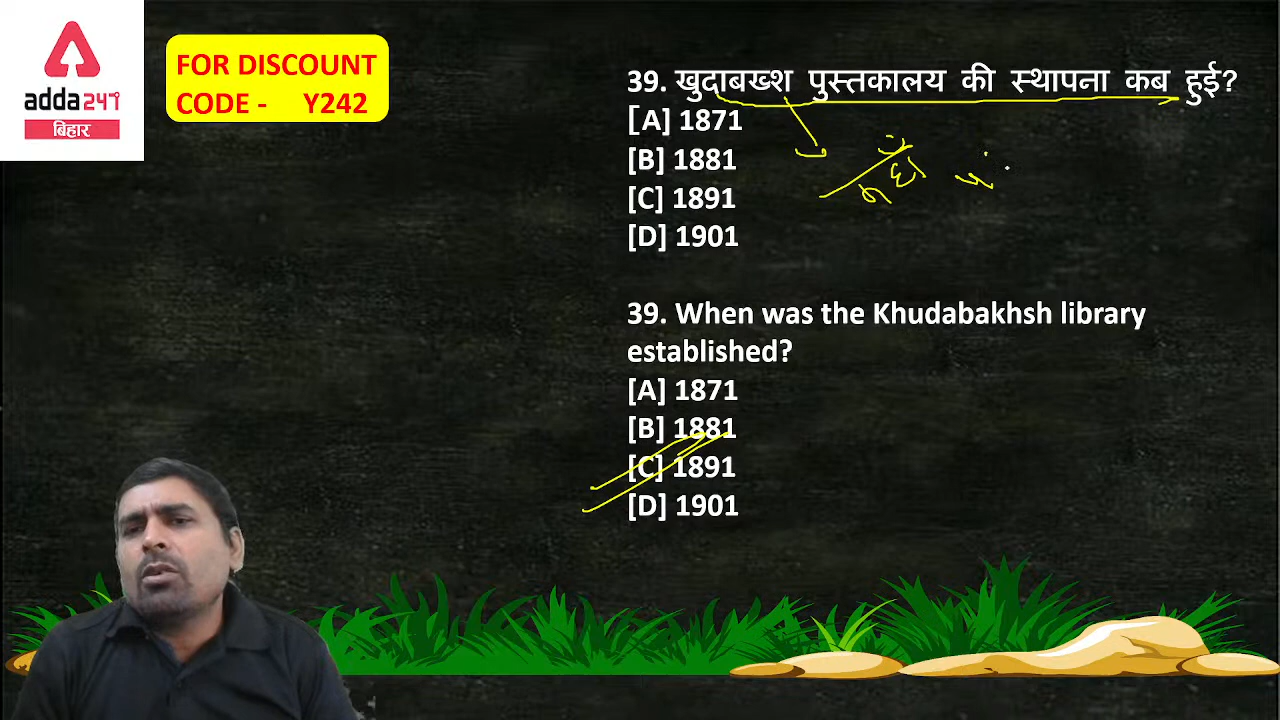 adda247
बिहार
FOR DISCOUNT
CODE - Y242
39. खुदाबख्श पुस्तकालय की स्थापना कब हुई?
[A] 1871
[B] 1881
[C] 1891
[D] 1901
39. When was the Khudabakhsh library
established?
[A] 1871
[B] 1881
[C] 1891
[D] 1901